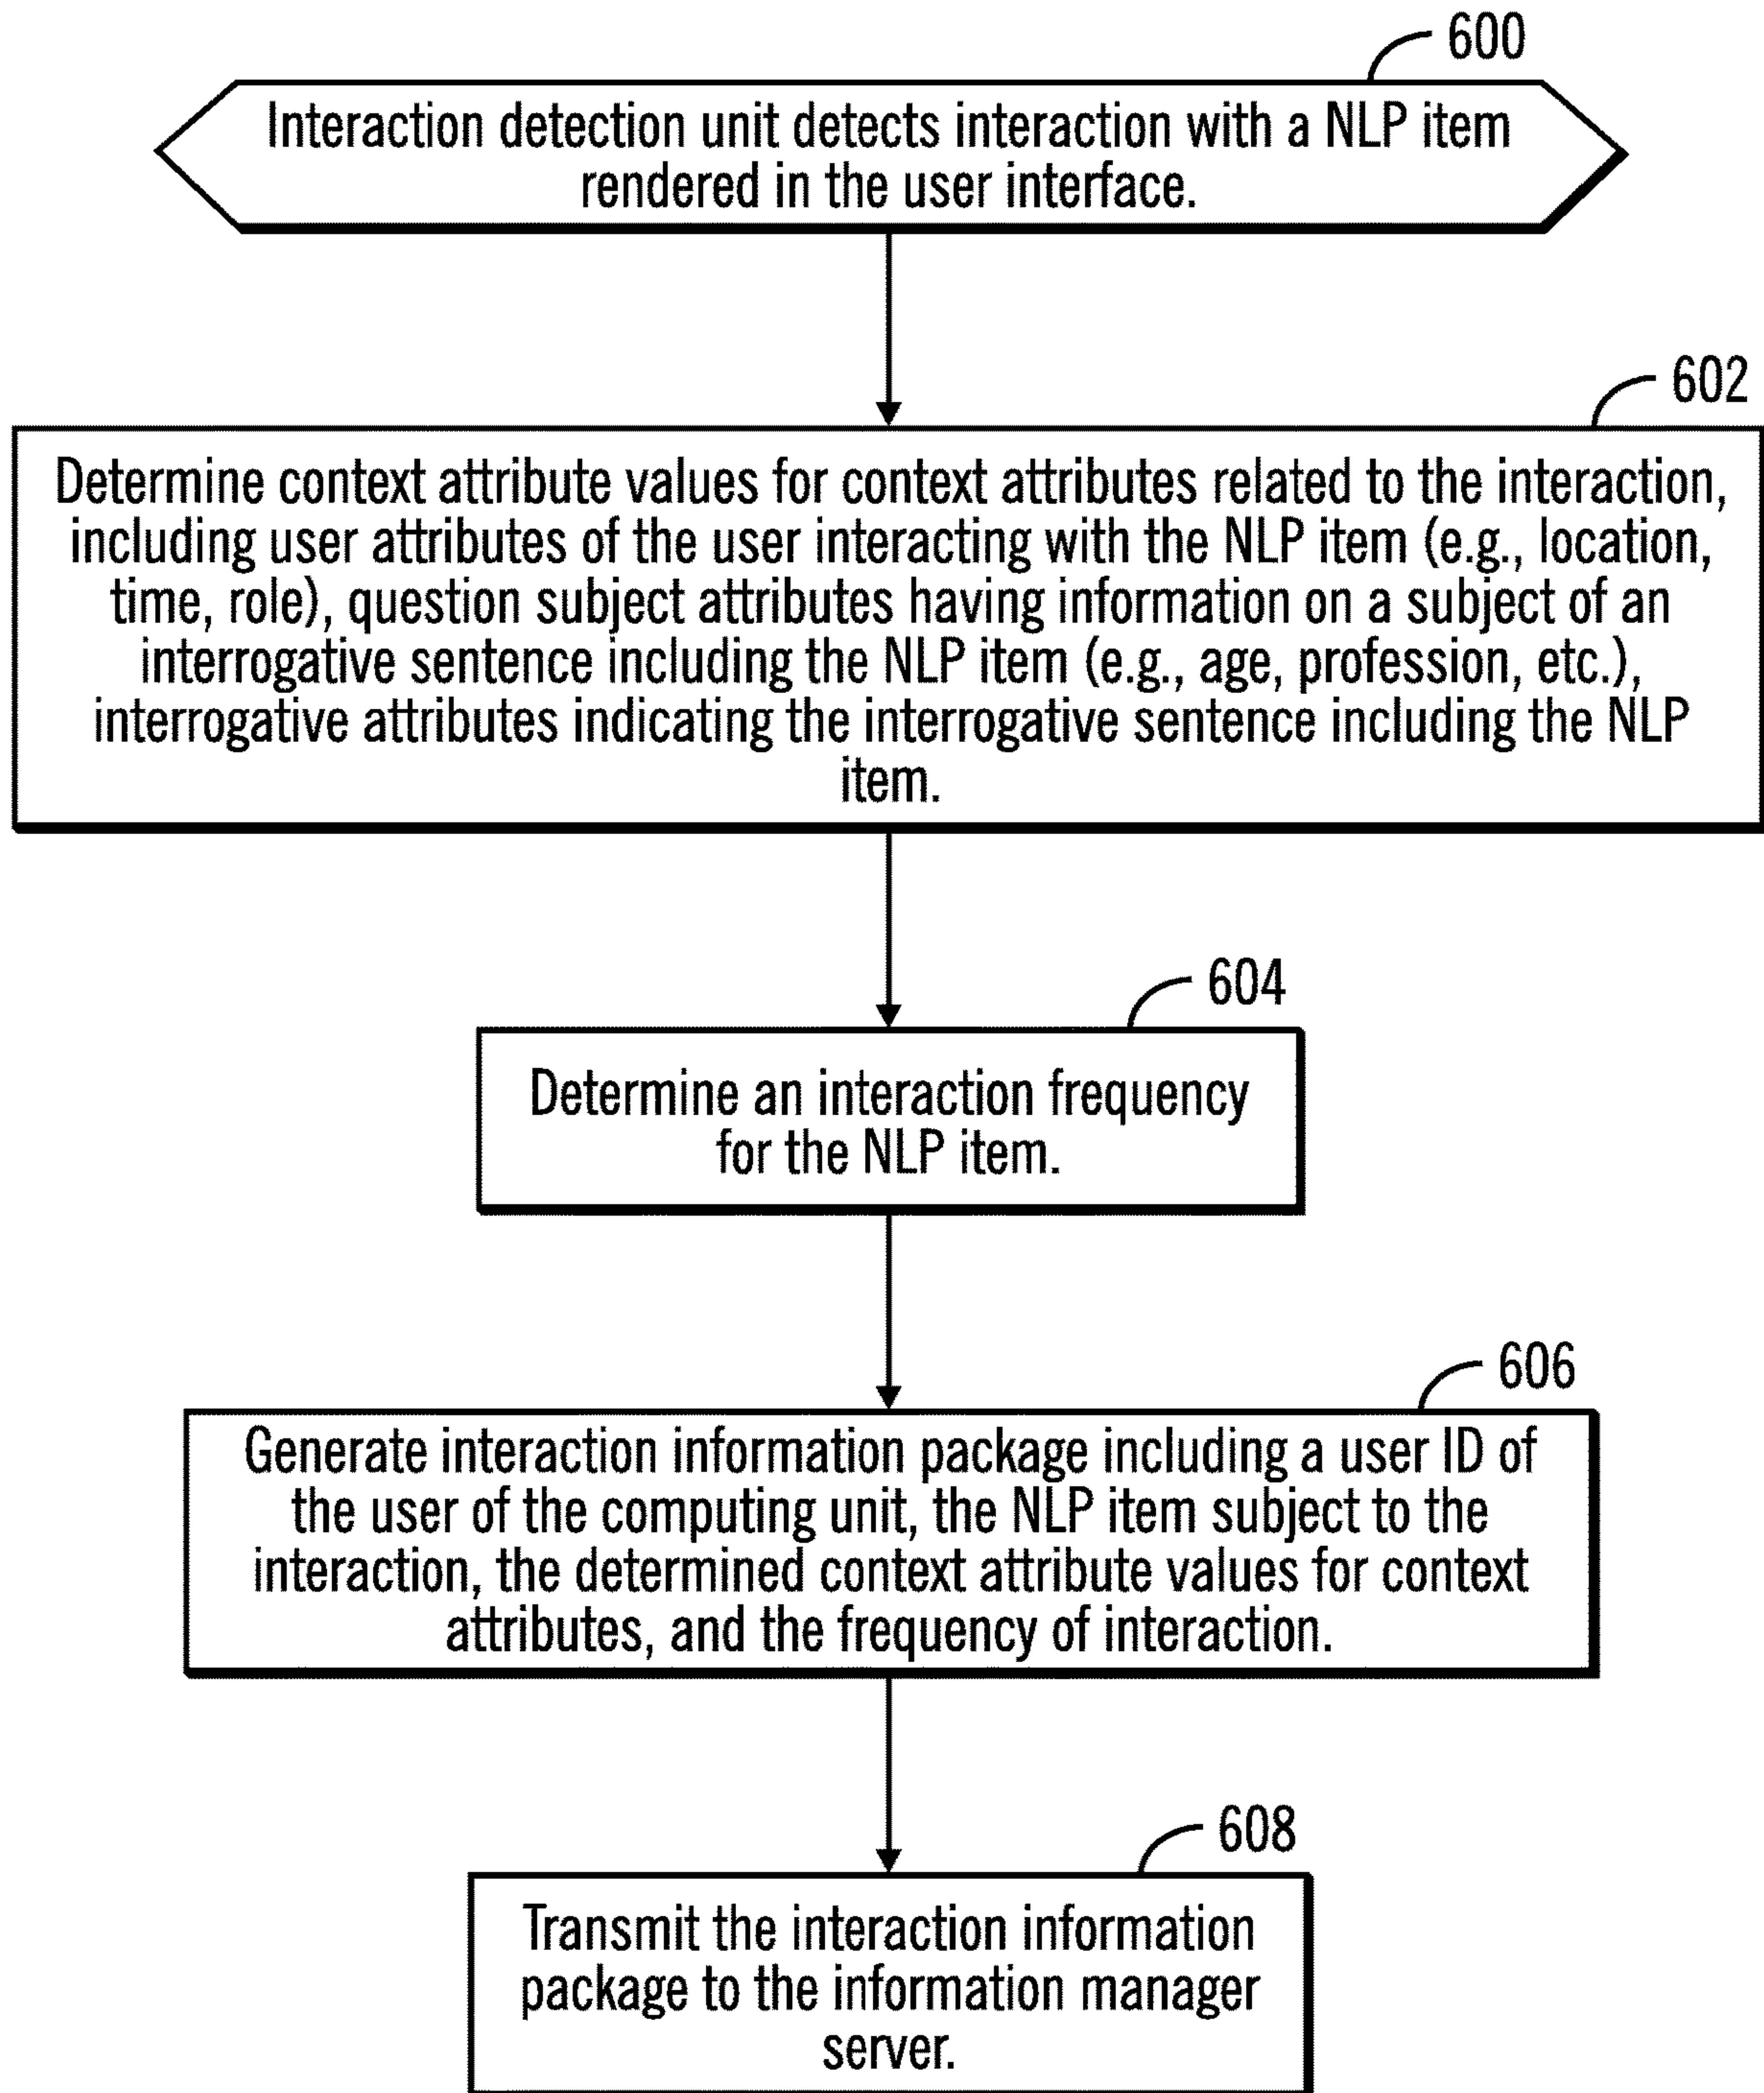 600
Interaction detection unit detects interaction with a NLP item
rendered in the user interface.
602
Determine context attribute values for context attributes related to the interaction,
including user attributes of the user interacting with the NLP item (e.g., location,
time, role), question subject attributes having information on a subject of an
interrogative sentence including the NLP item (e.g., age, profession, etc.),
interrogative attributes indicating the interrogative sentence including the NLP
item.
604
Determine an interaction frequency
for the NLP item.
606
Generate interaction information package including a user ID of
the user of the computing unit, the NLP item subject to the
interaction, the determined context attribute values for context
attributes, and the frequency of interaction.
608
Transmit the interaction information
package to the information manager
server.